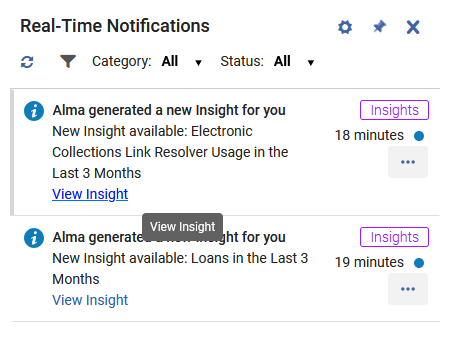 Real-Time Notifications
Category: All Status: All
Alma generated a new Insight for you
Insights
New Insight available: Electronic
18 minutes
Collections Link Resolver Usage in the
Last 3 Months
View Insight
View Insight
Alma generated a new Insight for you
Insights
New Insight available: Loans in the Last 3
19 minutes
Months
View Insight